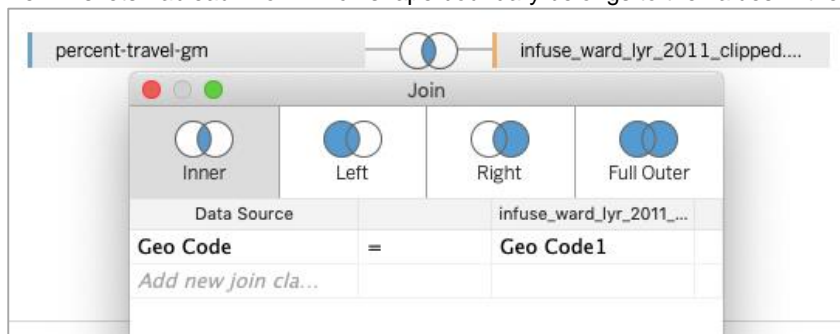 percent-travel-gm infuse_ward_lyr_2011_clipped....
Join
Inner Left Right Full Outer
Data Source infuse_ward_lyr_2011_...
Geo Code = Geo Code1
Add new join cla...